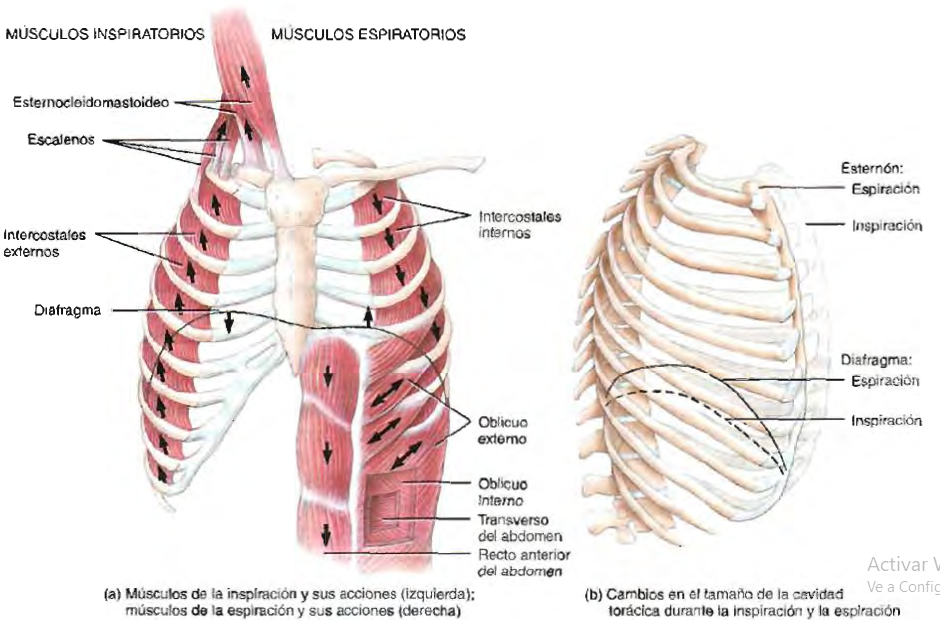 MÚSCULOS INSPIRATORIOS
MÚSCULOS ESPIRATORIOS
Esternocleidomastoideo
Escalenos
Intercostales
externos
Diafragma
Intercostales
internos
Oblicuo
externo
Oblicuo
Interno
Transverso
del abdomen
Recto anterior
del abdomen
(a) Músculos de la inspiración y sus acciones (izquierda);
músculos de la espiración y sus acciones (derecha)
Esternón:
Espiración
Inspiración
Diafragma:
Espiración
Inspiración
(b) Cambios en el tamaño de la cavidad
torácica durante la inspiración y la espiración
Activar
Ve a Config